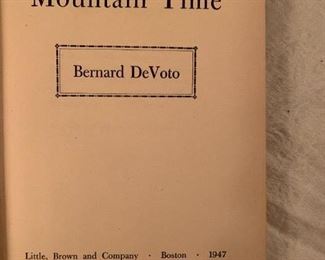 Mountain Time
Bernard DeVoto
Little, Brown and Company · Boston · 1947